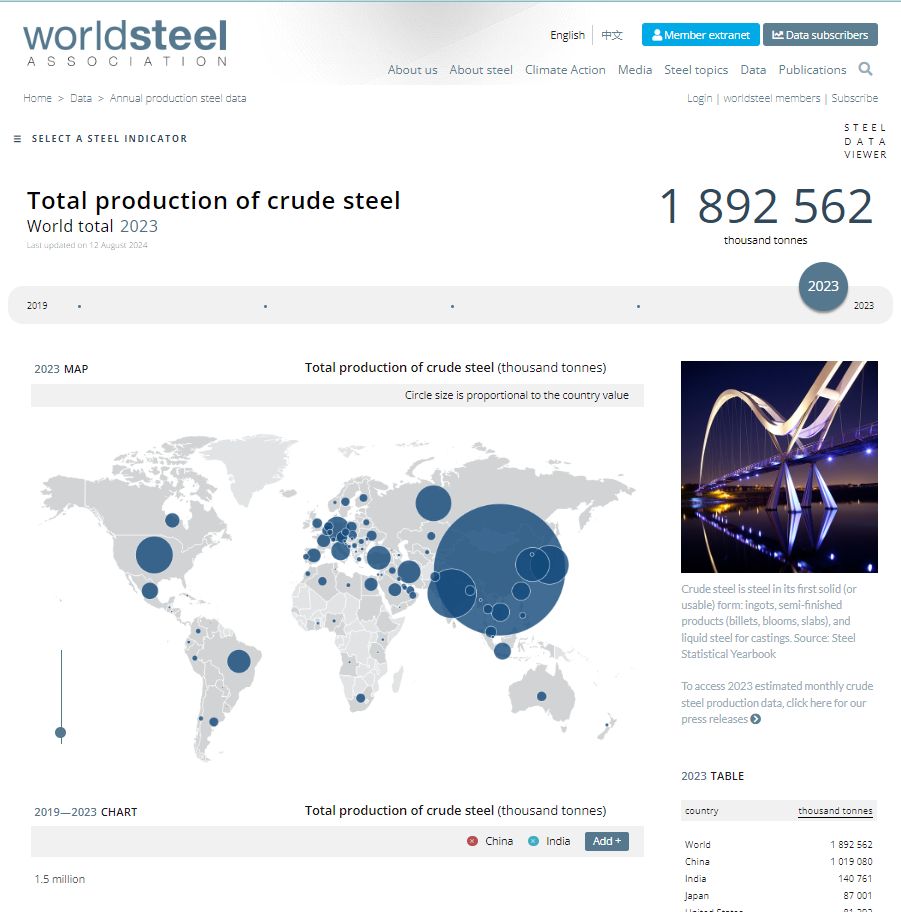 worldsteel
ASSOCIATION
English 中文 Member extranet Data subscribers
About us About steel Climate Action Media Steel topics Data Publications
Home > Data > Annual production steel data
Login | worldsteel members | Subscribe
SELECT A STEEL INDICATOR
STEEL
DATA
VIEWER
Total production of crude steel
World total 2023
Last updated on 12 August 2024
1 892 562
thousand tonnes
2019
2023
2023
2023 MAP
Total production of crude steel (thousand tonnes)
Circle size is proportional to the country value
Crude steel is steel in its first solid (or
usable) form: ingots, semi-finished
products (billets, blooms, slabs), and
liquid steel for castings. Source: Steel
Statistical Yearbook
To access 2023 estimated monthly crude
steel production data, click here for our
press releases
2023 TABLE
country thousand tonnes
World 1 892 562
China 1 019 080
India 140 761
Japan 87 001
2019—2023 CHART
Total production of crude steel (thousand tonnes)
China India Add +
1.5 million